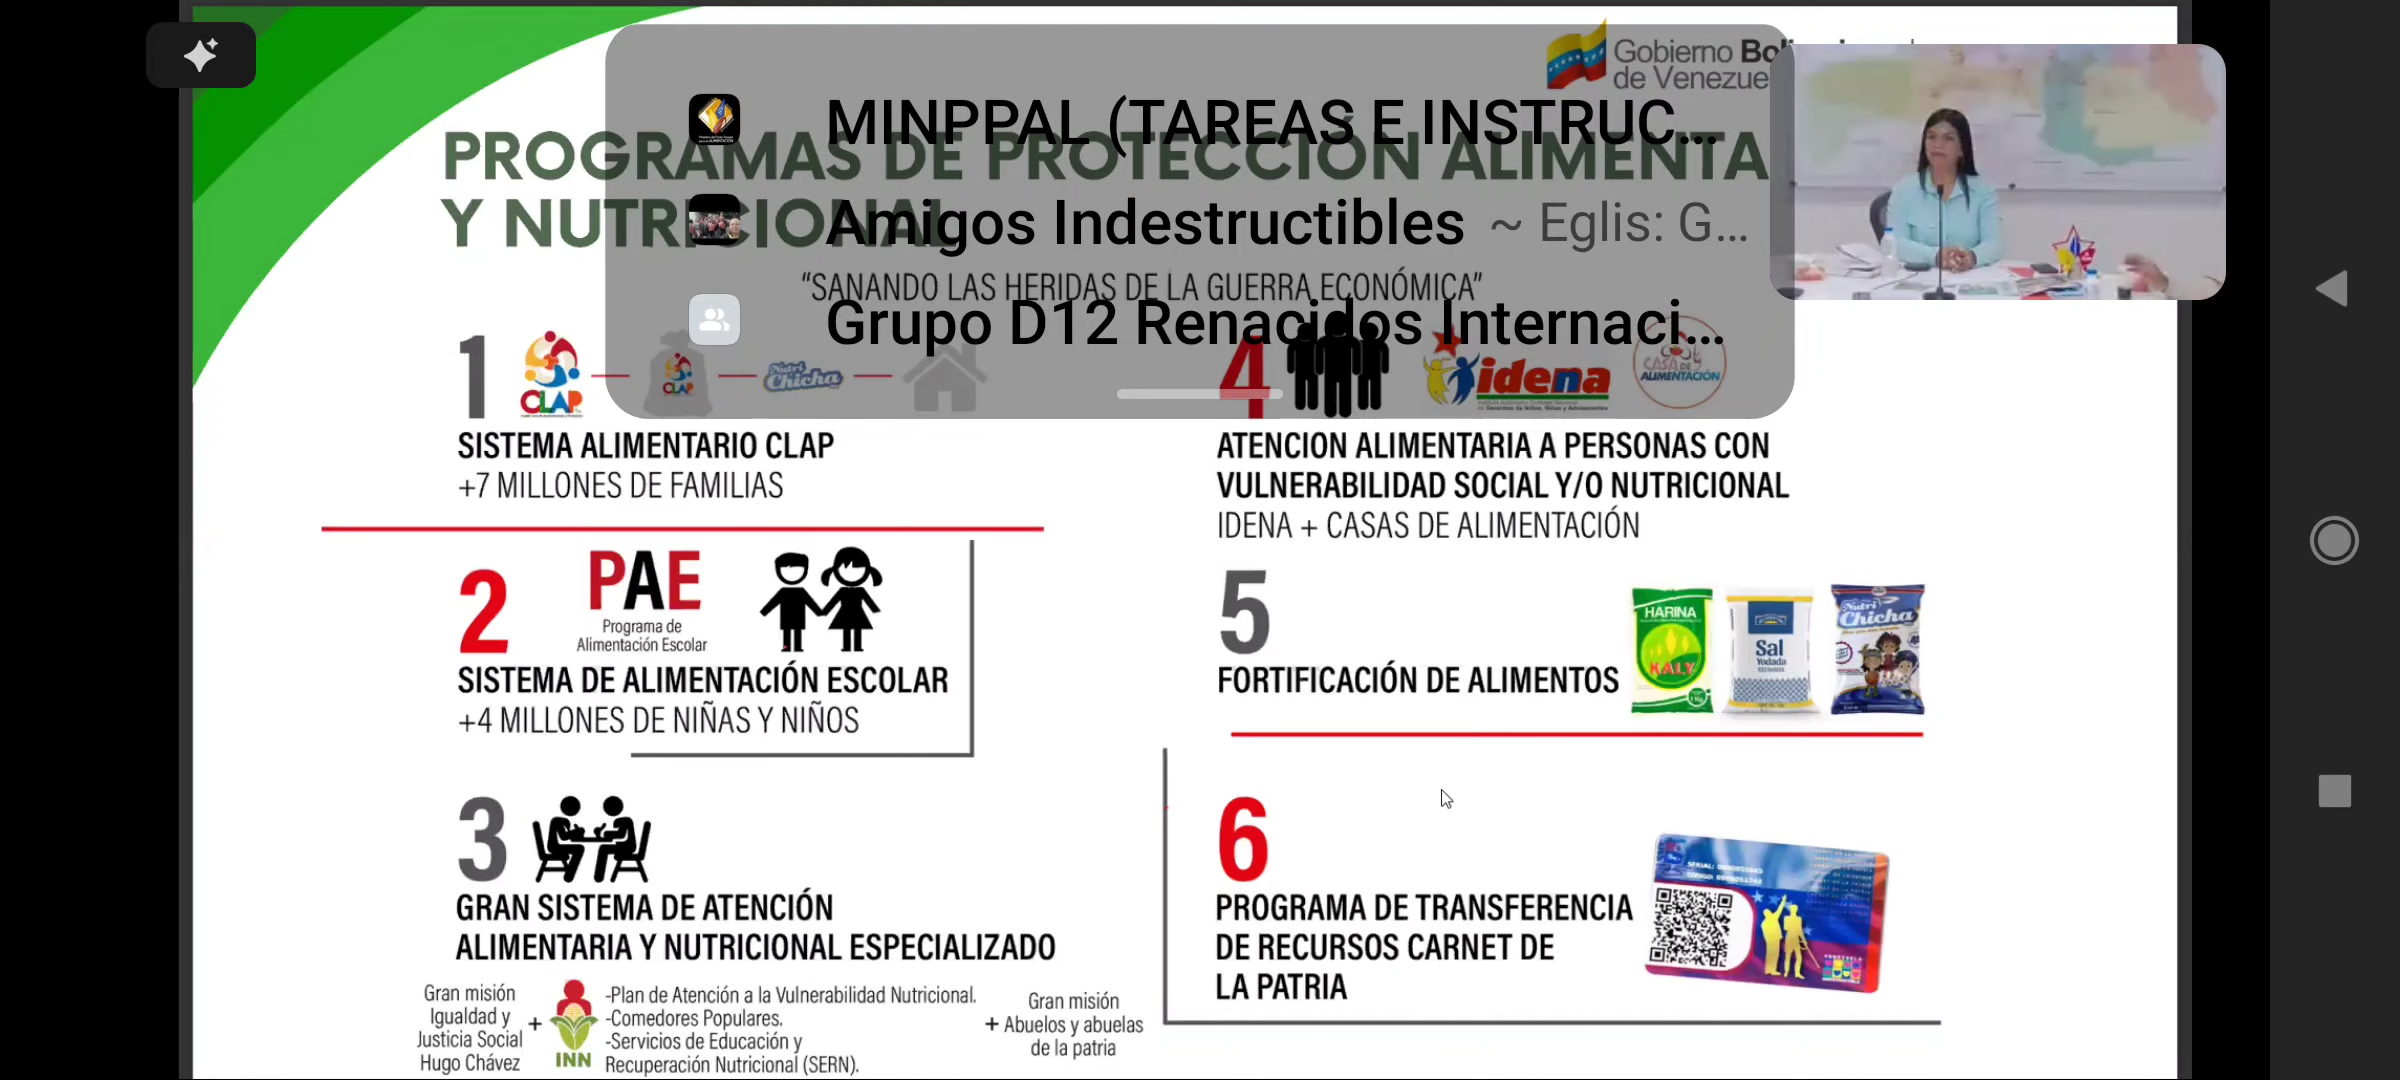 Gobierno Bol
de Venezue
MINPPAL (TAREAS E INSTRUC...
PROGRAMAS DE PROTECCIÓN ALIMENTA
Amigos Indestructibles ~ Eglis: G...
Y NUTRICIONAL
“SANANDO LAS HERIDAS DE LA GUERRA ECONÓMICA”
Grupo D12 Renacidos Internaci...
1
CLAP
CLAP
Nutri
Chicha
SISTEMA ALIMENTARIO CLAP
+7 MILLONES DE FAMILIAS
4
idena
CASA DE
ALIMENTACIÓN
ATENCION ALIMENTARIA A PERSONAS CON
VULNERABILIDAD SOCIAL Y/O NUTRICIONAL
IDENA + CASAS DE ALIMENTACIÓN
2
PAE
Programa de
Alimentación Escolar
SISTEMA DE ALIMENTACIÓN ESCOLAR
+4 MILLONES DE NIÑAS Y NIÑOS
5
FORTIFICACIÓN DE ALIMENTOS
HARINA
KALY
Sal
Yodada
Nutri
Chicha
3
GRAN SISTEMA DE ATENCIÓN
ALIMENTARIA Y NUTRICIONAL ESPECIALIZADO
Gran misión
Igualdad y
Justicia Social
Hugo Chávez
+
INN
-Plan de Atención a la Vulnerabilidad Nutricional.
-Comedores Populares.
-Servicios de Educación y
Recuperación Nutricional (SERN).
Gran misión
+ Abuelos y abuelas
de la patria
6
PROGRAMA DE TRANSFERENCIA
DE RECURSOS CARNET DE
LA PATRIA